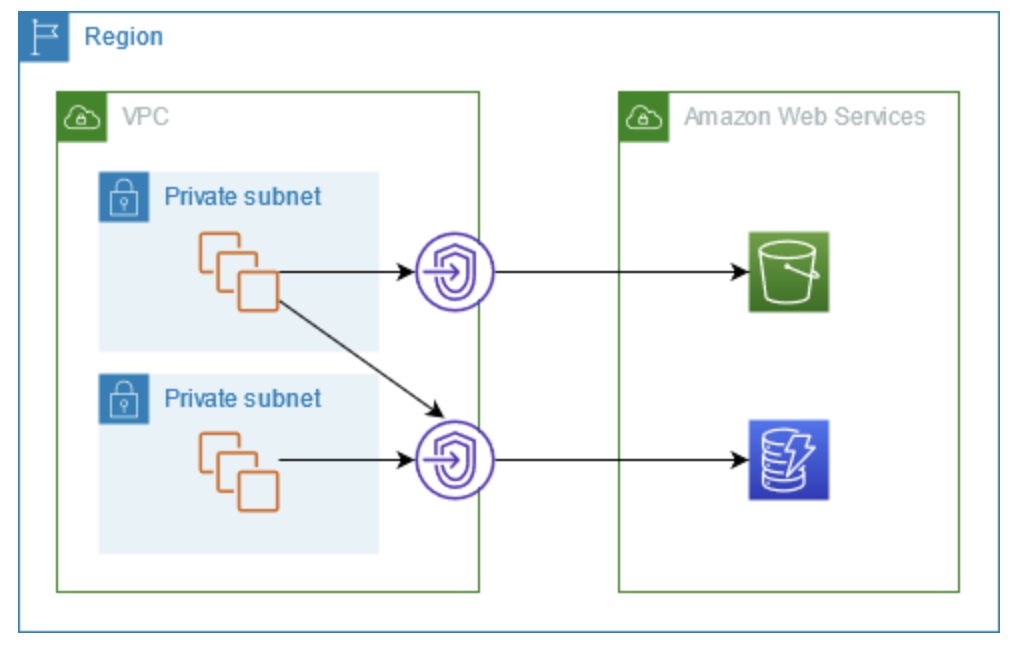 Region
VPC
Amazon Web Services
Private subnet
Private subnet